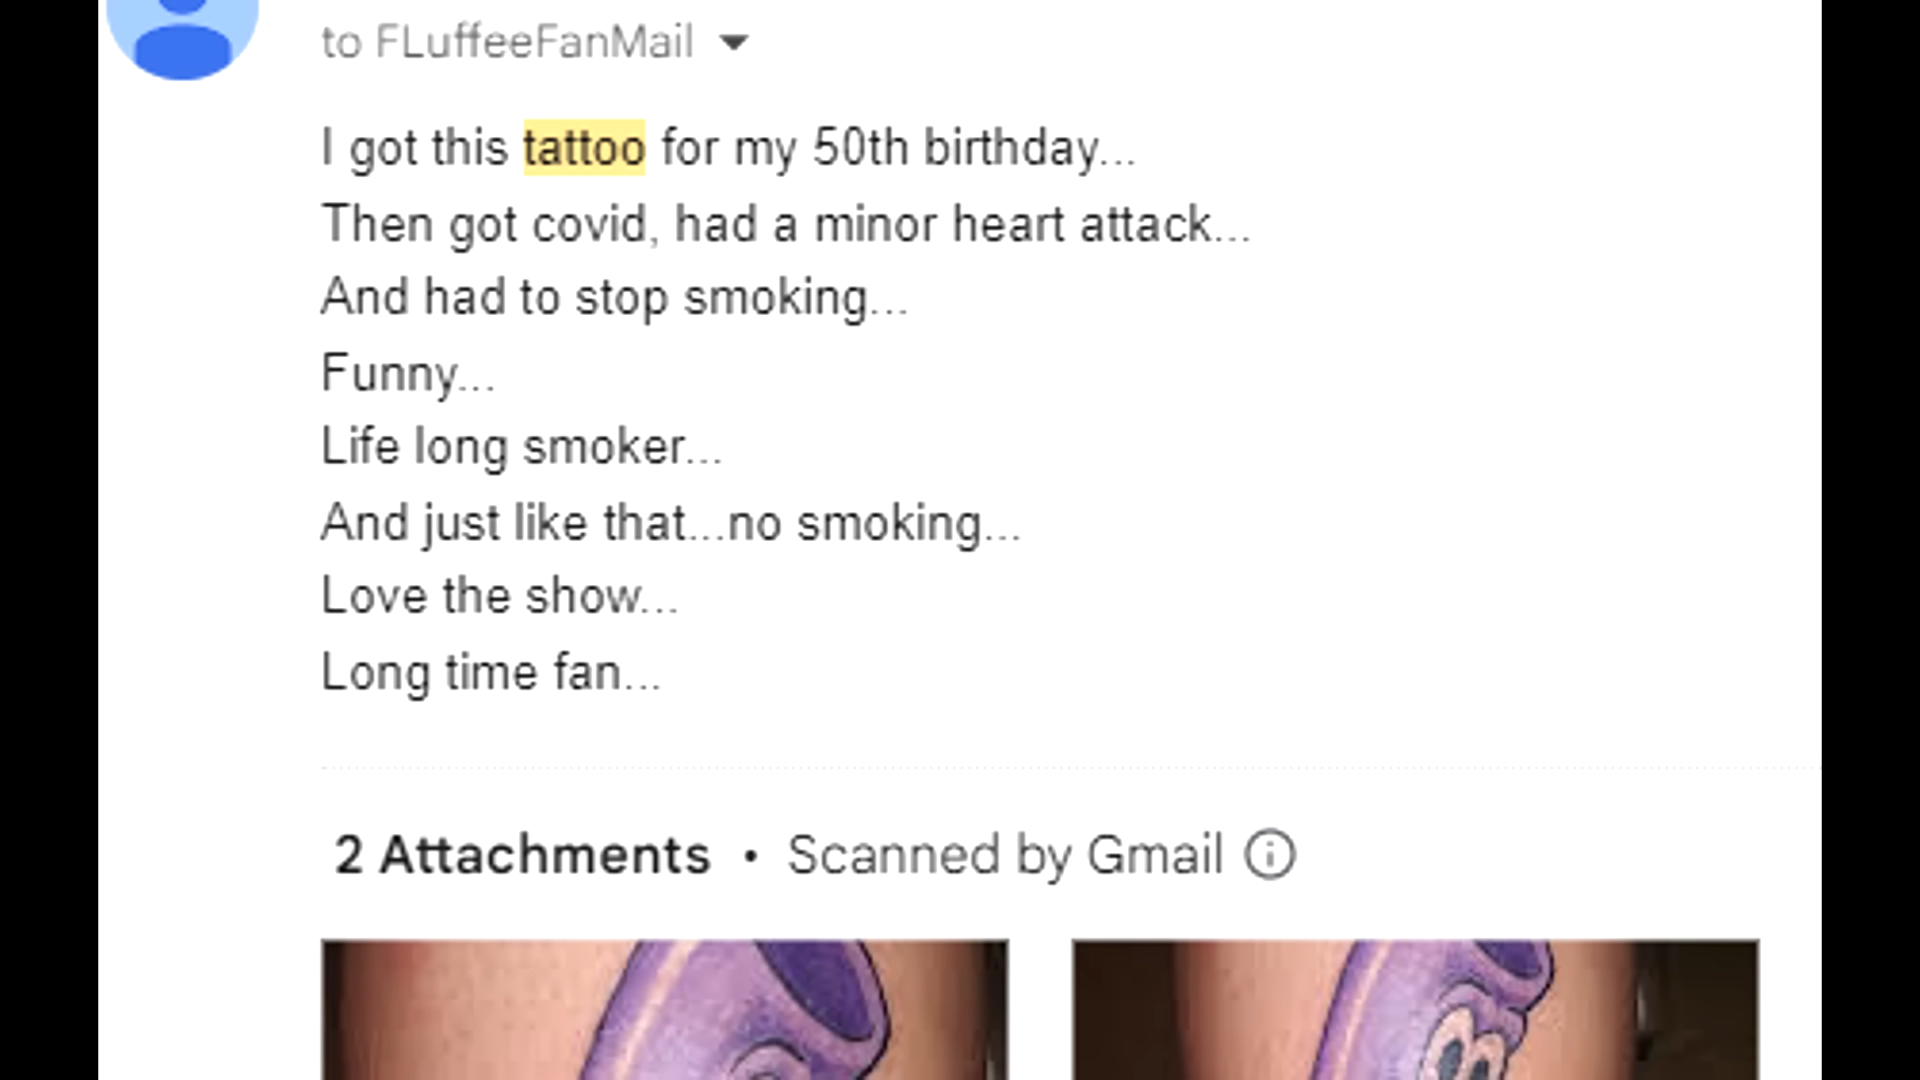 to FLuffeeFanMail
I got this tattoo for my 50th birthday...
Then got covid, had a minor heart attack...
And had to stop smoking...
Funny...
Life long smoker...
And just like that...no smoking...
Love the show...
Long time fan...
2 Attachments • Scanned by Gmail